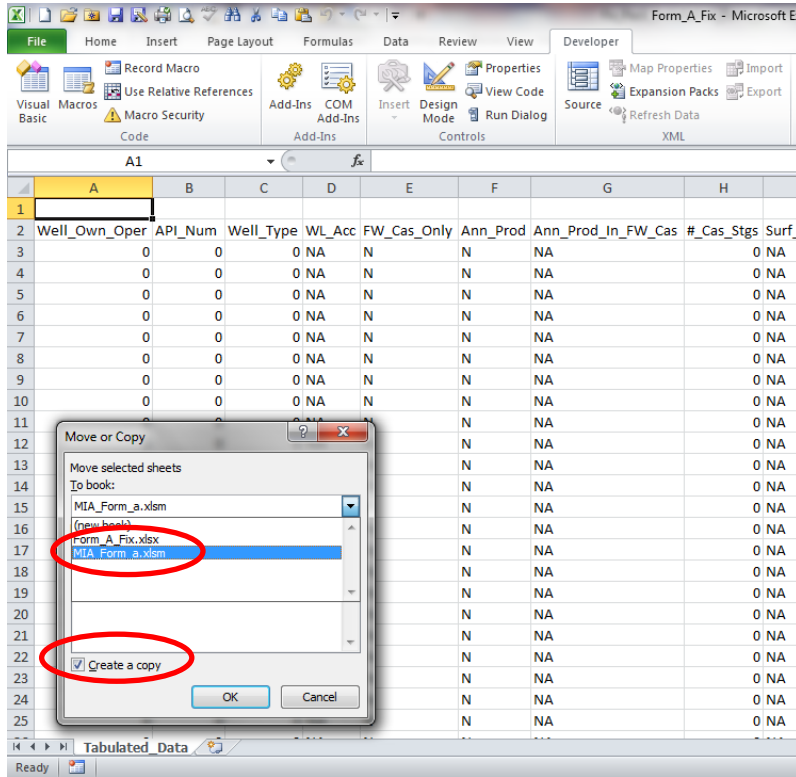 Form_A_Fix - Microsoft E
File Home Insert Page Layout Formulas Data Review View Developer
Visual Basic
Macros
Record Macro
Use Relative References
Macro Security
Code
Add-Ins
COM Add-Ins
Add-Ins
Insert
Design Mode
Properties
View Code
Run Dialog
Controls
Source
Map Properties
Expansion Packs
Refresh Data
Import
Export
XML
A1 fx
A B C D E F G H
1
2 Well_Own_Oper API_Num Well_Type WL_Acc FW_Cas_Only Ann_Prod Ann_Prod_In_FW_Cas #_Cas_Stgs Surf_
3 0 0 0 NA N N NA 0 NA
4 0 0 0 NA N N NA 0 NA
5 0 0 0 NA N N NA 0 NA
6 0 0 0 NA N N NA 0 NA
7 0 0 0 NA N N NA 0 NA
8 0 0 0 NA N N NA 0 NA
9 0 0 0 NA N N NA 0 NA
10 0 0 0 NA N N NA 0 NA
11 0 0 0 NA N N NA 0 NA
12 N NA 0 NA
13 N NA 0 NA
14 N NA 0 NA
15 N NA 0 NA
16 N NA 0 NA
17 N NA 0 NA
18 N NA 0 NA
19 N NA 0 NA
20 N NA 0 NA
21 N NA 0 NA
22 N NA 0 NA
23 N NA 0 NA
24 N NA 0 NA
25 N NA 0 NA
Move or Copy
Move selected sheets
To book:
MIA_Form_a.xlsm
(new book)
Form_A_Fix.xlsx
MIA_Form_a.xlsm
Create a copy
OK Cancel
Tabulated_Data
Ready